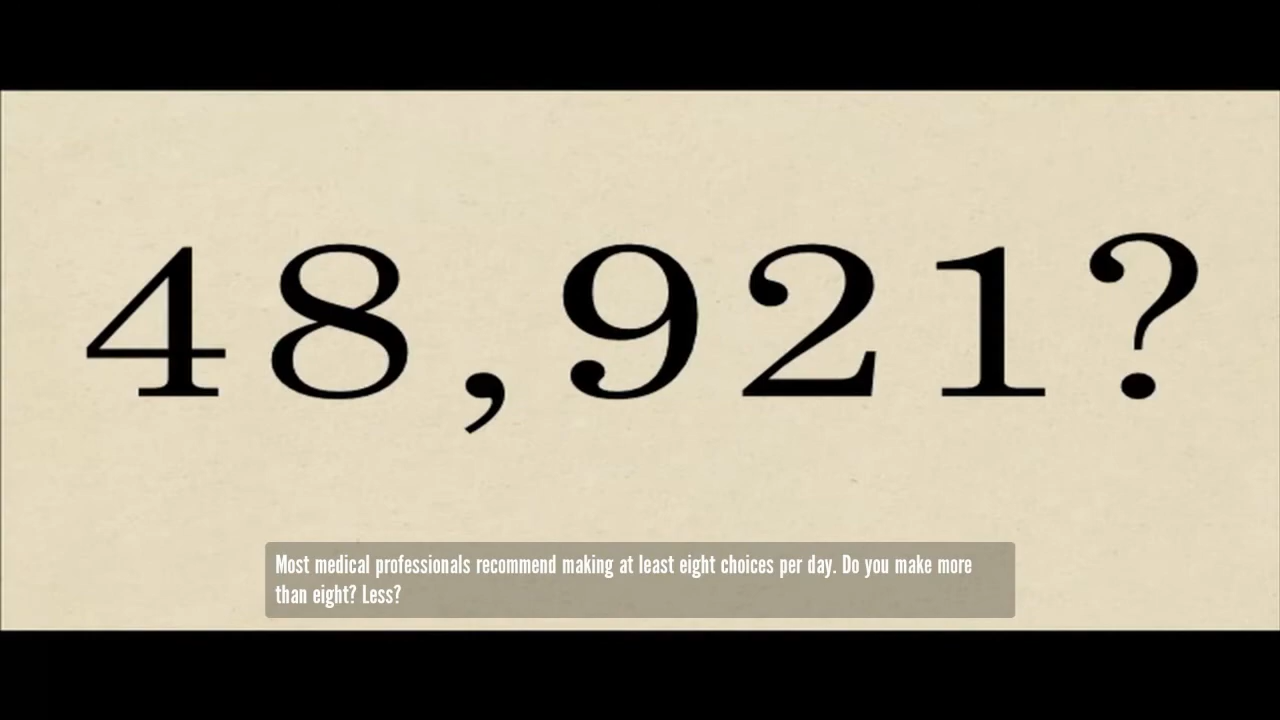 48,921?
Most medical professionals recommend making at least eight choices per day. Do you make more
than eight? Less?